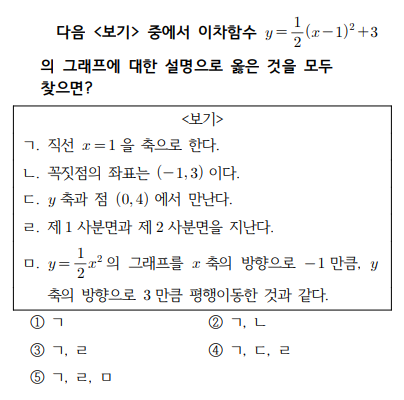 다음 <보기> 중에서 이차함수 $y=\frac{1}{2}(x-1)^2+3$
의 그래프에 대한 설명으로 옳은 것을 모두
찾으면?
<보기>
ㄱ. 직선 $x=1$ 을 축으로 한다.
ㄴ. 꼭짓점의 좌표는 $(-1, 3)$ 이다.
ㄷ. $y$ 축과 점 $(0, 4)$ 에서 만난다.
ㄹ. 제 1 사분면과 제 2 사분면을 지난다.
ㅁ. $y=\frac{1}{2}x^2$ 의 그래프를 $x$ 축의 방향으로 $-1$ 만큼, $y$
축의 방향으로 3 만큼 평행이동한 것과 같다.
① ㄱ ② ㄱ, ㄴ
③ ㄱ, ㄹ ④ ㄱ, ㄷ, ㄹ
⑤ ㄱ, ㄹ, ㅁ